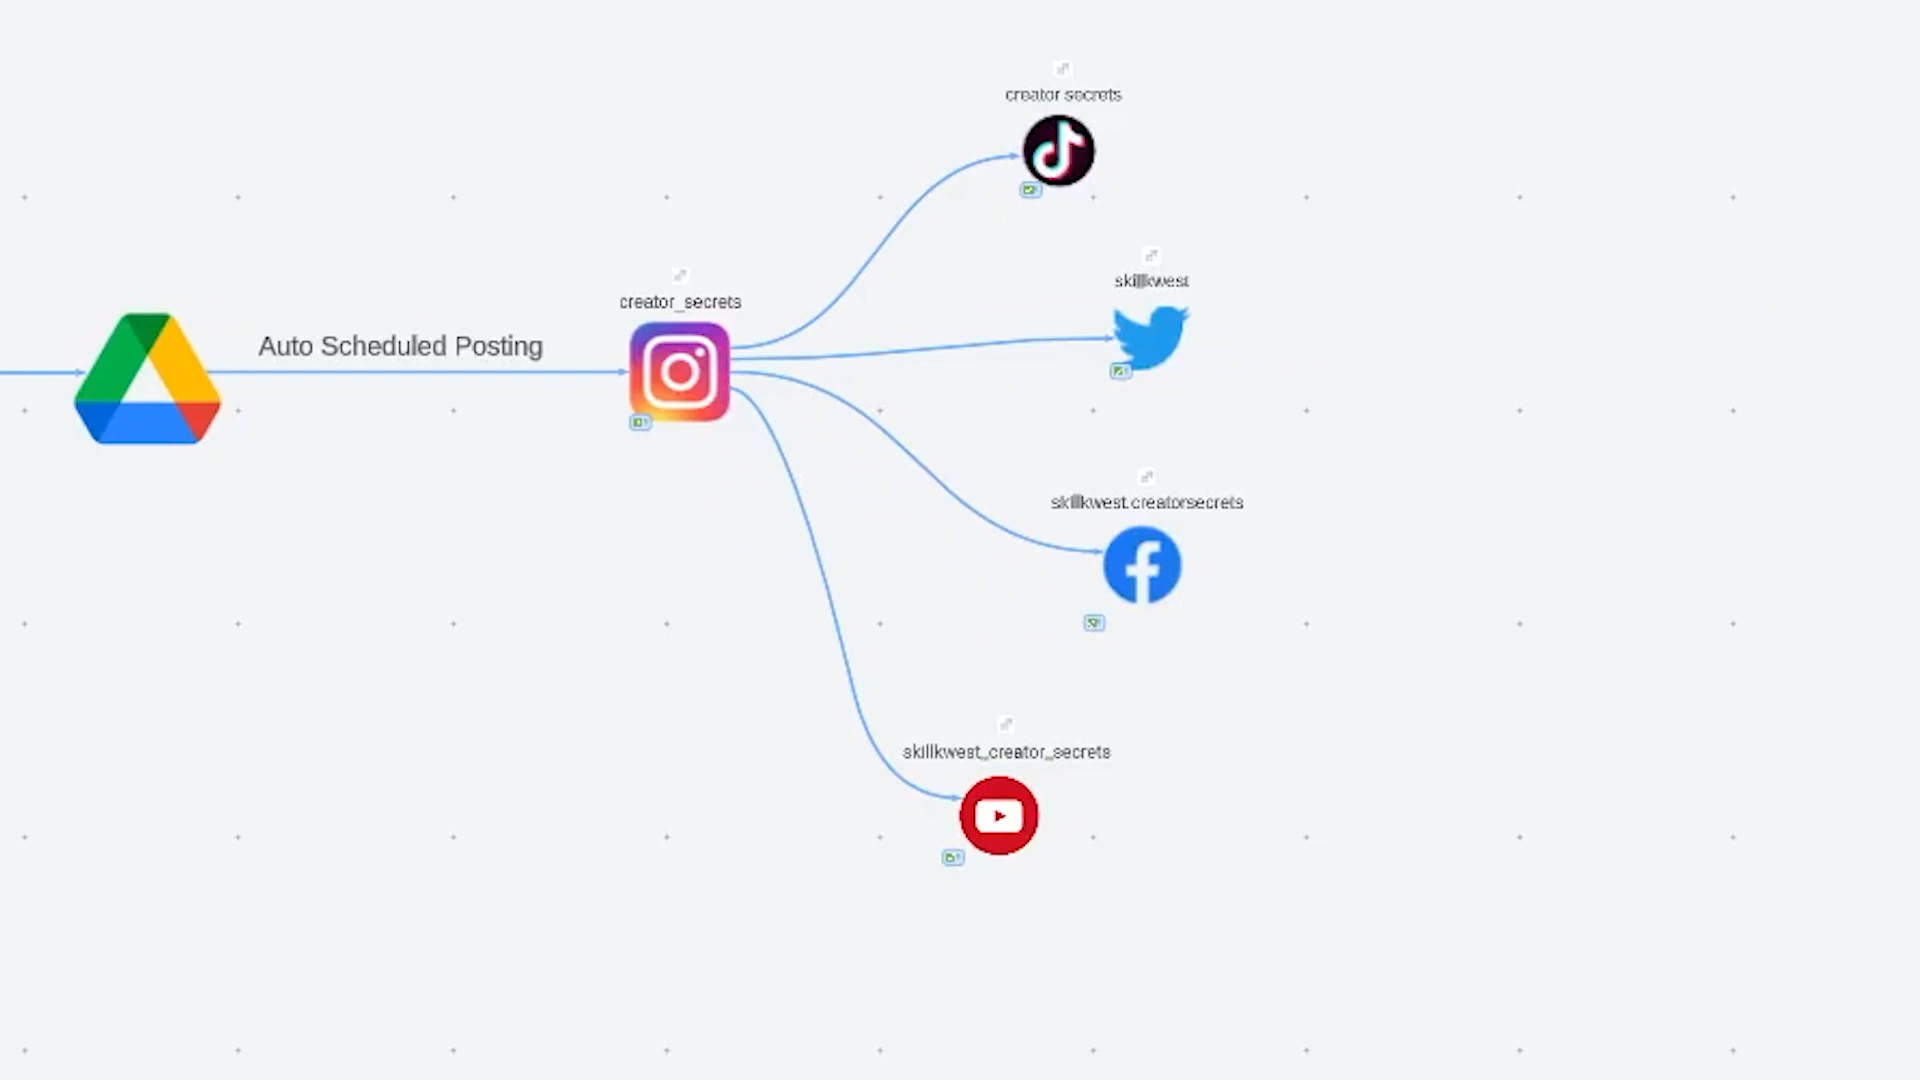 creator secrets
skillkwest
creator_secrets
Auto Scheduled Posting
skillkwest.creatorsecrets
skillkwest_creator_secrets